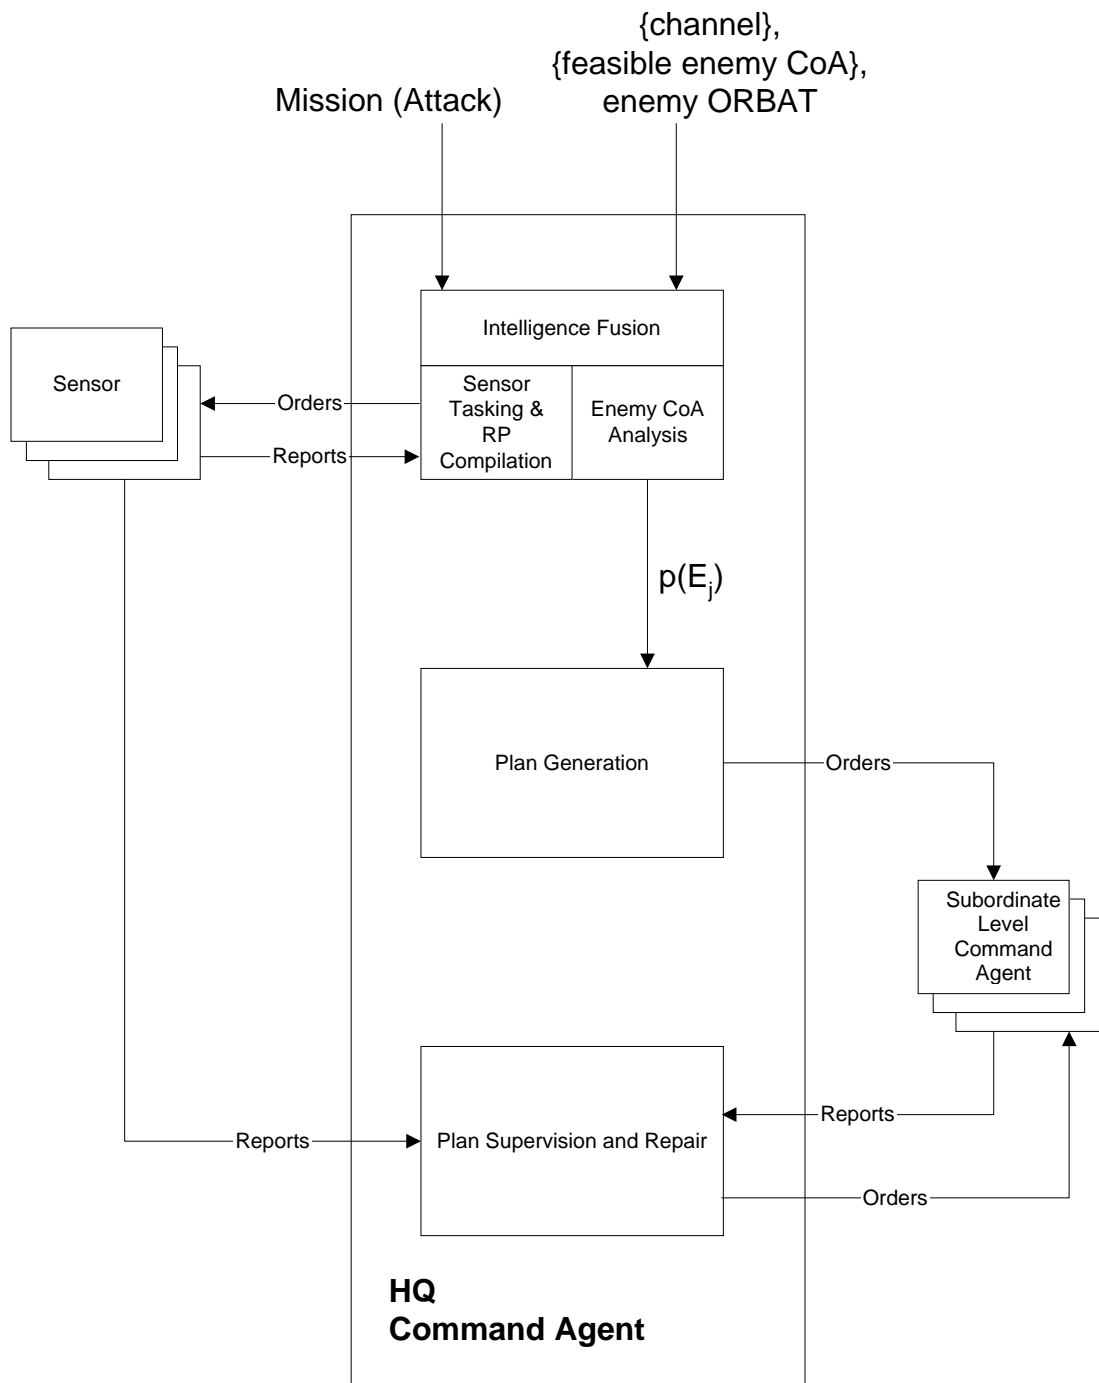 {channel},
{feasible enemy CoA},
enemy ORBAT
Mission (Attack)
Intelligence Fusion
Sensor
Sensor
Tasking &
RP
Compilation
Enemy CoA
Analysis
Orders
Reports
p(E_j)
Plan Generation
Orders
Subordinate
Level
Command
Agent
Reports
Plan Supervision and Repair
Reports
Orders
HQ
Command Agent